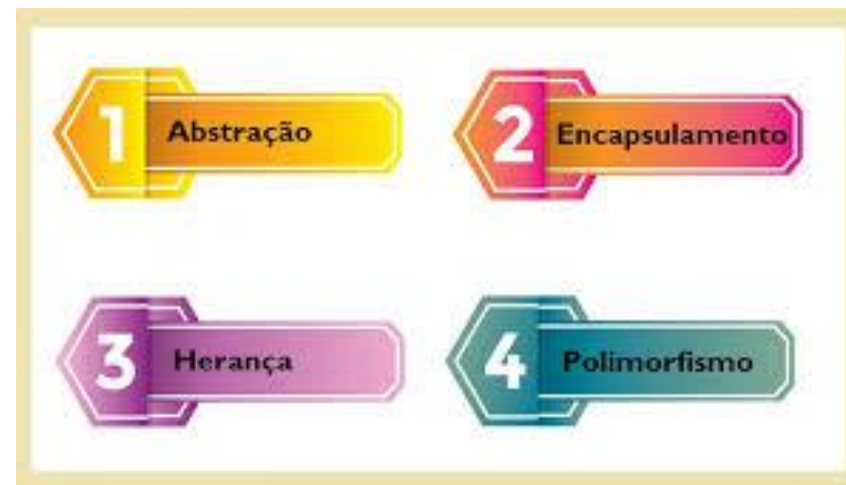 1 Abstração
2 Encapsulamento
3 Herança
4 Polimorfismo